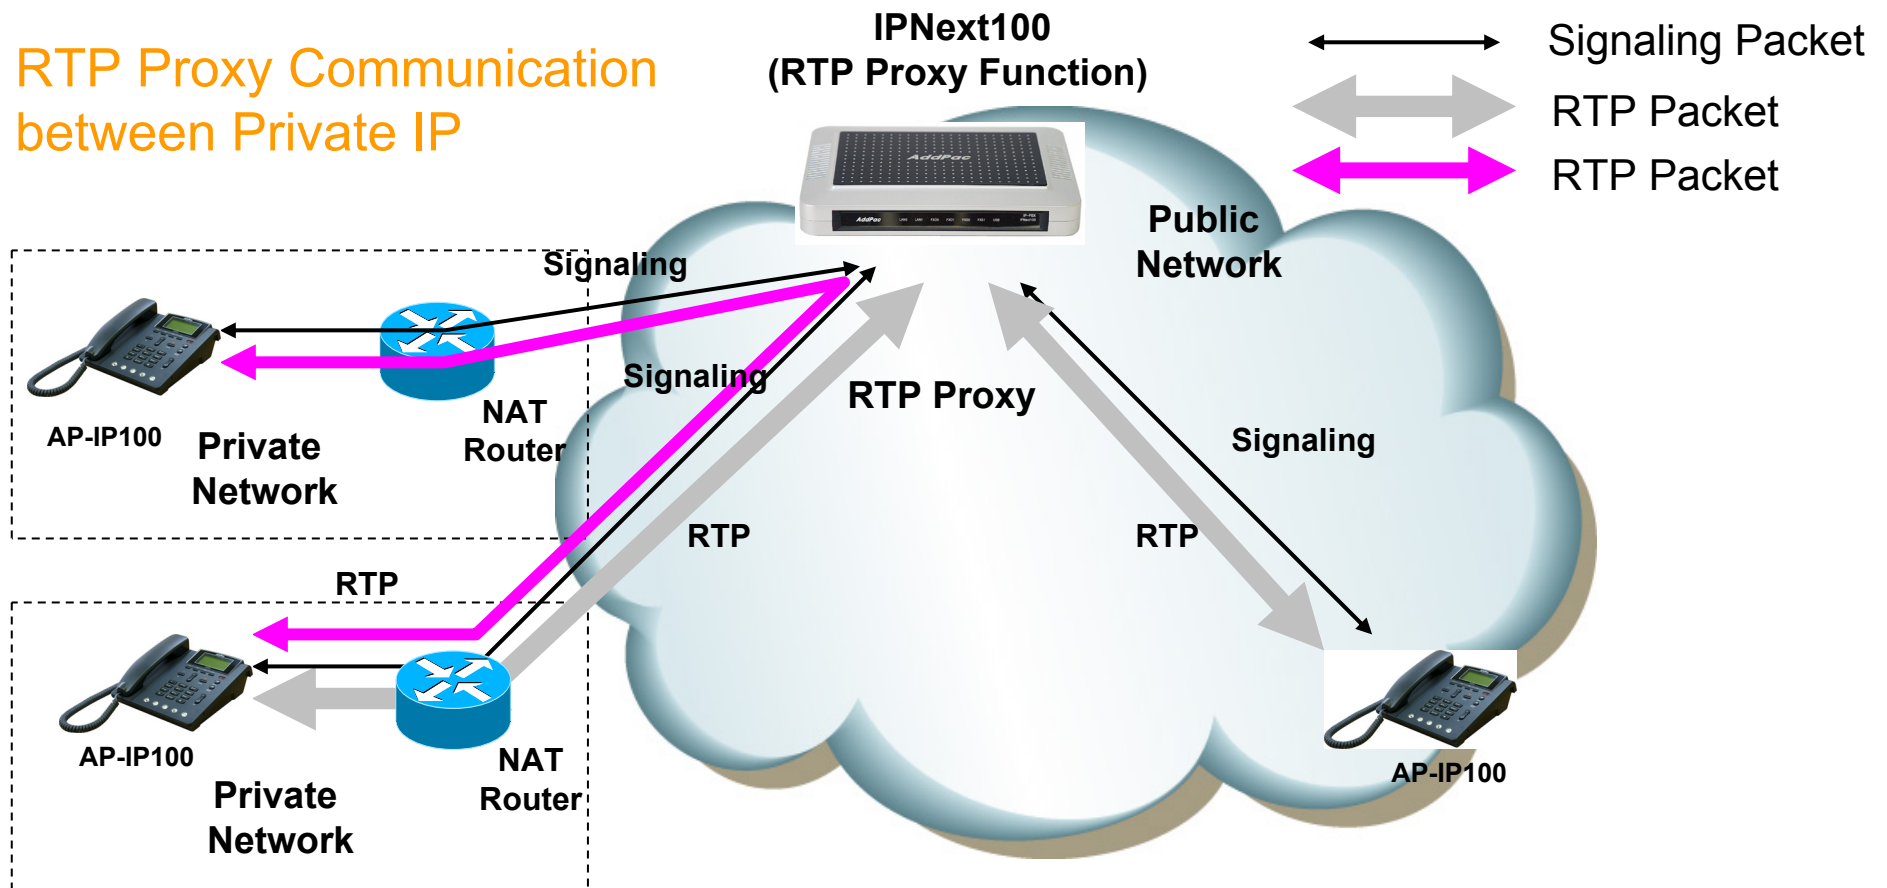 IPNext100
(RTP Proxy Function)
RTP Proxy Communication
between Private IP
Signaling Packet
RTP Packet
RTP Packet
AddPac
AddPac
Public
Network
Signaling
Signaling
RTP Proxy
NAT
Router
AP-IP100
Private
Network
Signaling
RTP
RTP
RTP
AP-IP100
NAT
Router
Private
Network
AP-IP100